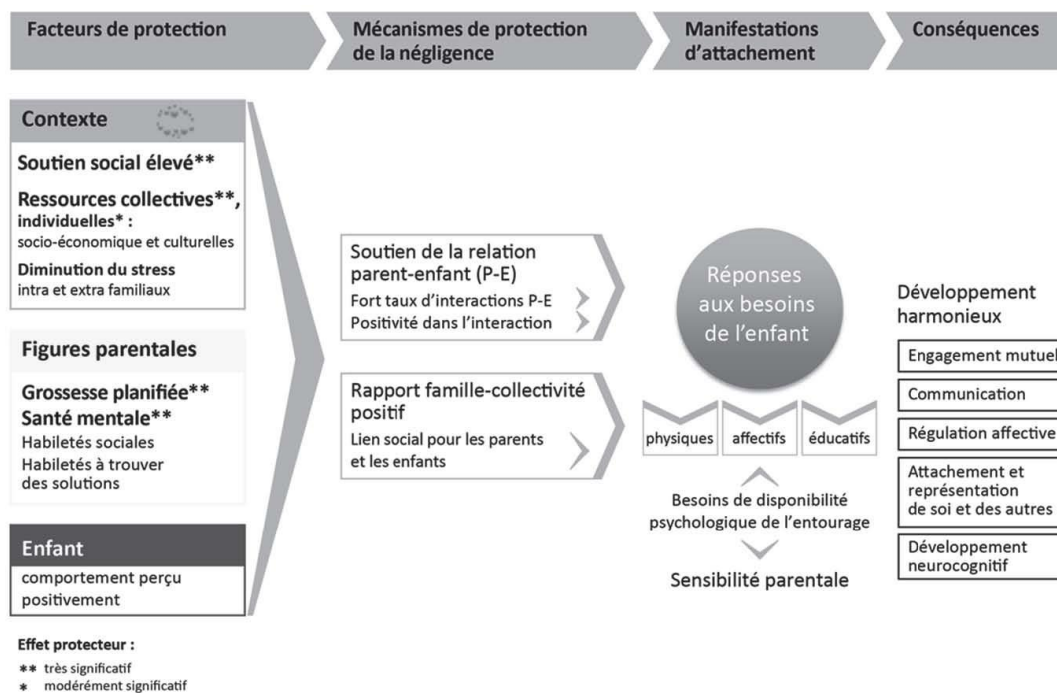 Facteurs de protection
Mécanismes de protection
de la négligence
Manifestations
d'attachement
Conséquences
Contexte
Soutien social élevé**
Ressources collectives**,
individuelles* :
socio-économique et culturelles
Diminution du stress
intra et extra familiaux
Figures parentales
Grossesse planifiée**
Santé mentale**
Habiletés sociales
Habiletés à trouver
des solutions
Enfant
comportement perçu
positivement
Effet protecteur :
** très significatif
* modérément significatif
Soutien de la relation
parent-enfant (P-E)
Fort taux d'interactions P-E
Positivité dans l'interaction
Rapport famille-collectivité
positif
Lien social pour les parents
et les enfants
Réponses
aux besoins
de l'enfant
physiques
affectifs
éducatifs
Besoins de disponibilité
psychologique de l'entourage
Sensibilité parentale
Développement
harmonieux
Engagement mutuel
Communication
Régulation affective
Attachement et
représentation
de soi et des autres
Développement
neurocognitif